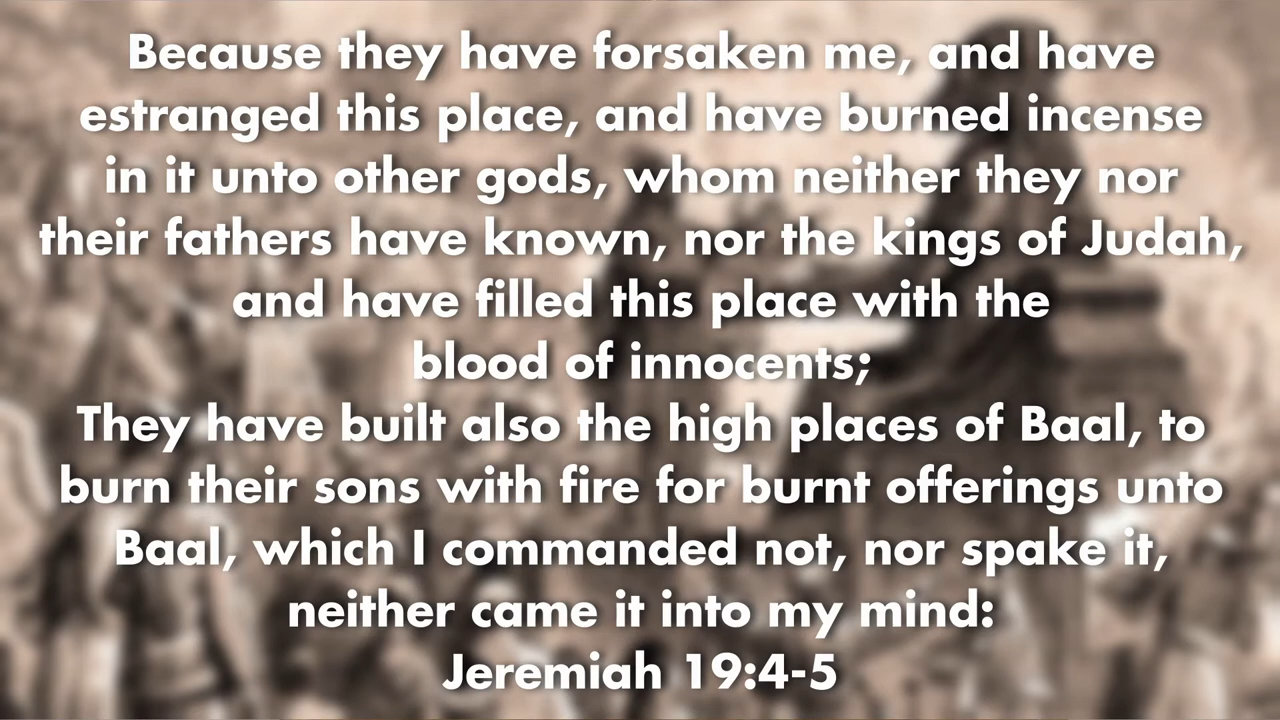 Because they have forsaken me, and have
estranged this place, and have burned incense
in it unto other gods, whom neither they nor
their fathers have known, nor the kings of Judah,
and have filled this place with the
blood of innocents;
They have built also the high places of Baal, to
burn their sons with fire for burnt offerings unto
Baal, which I commanded not, nor spake it,
neither came it into my mind:
Jeremiah 19:4-5